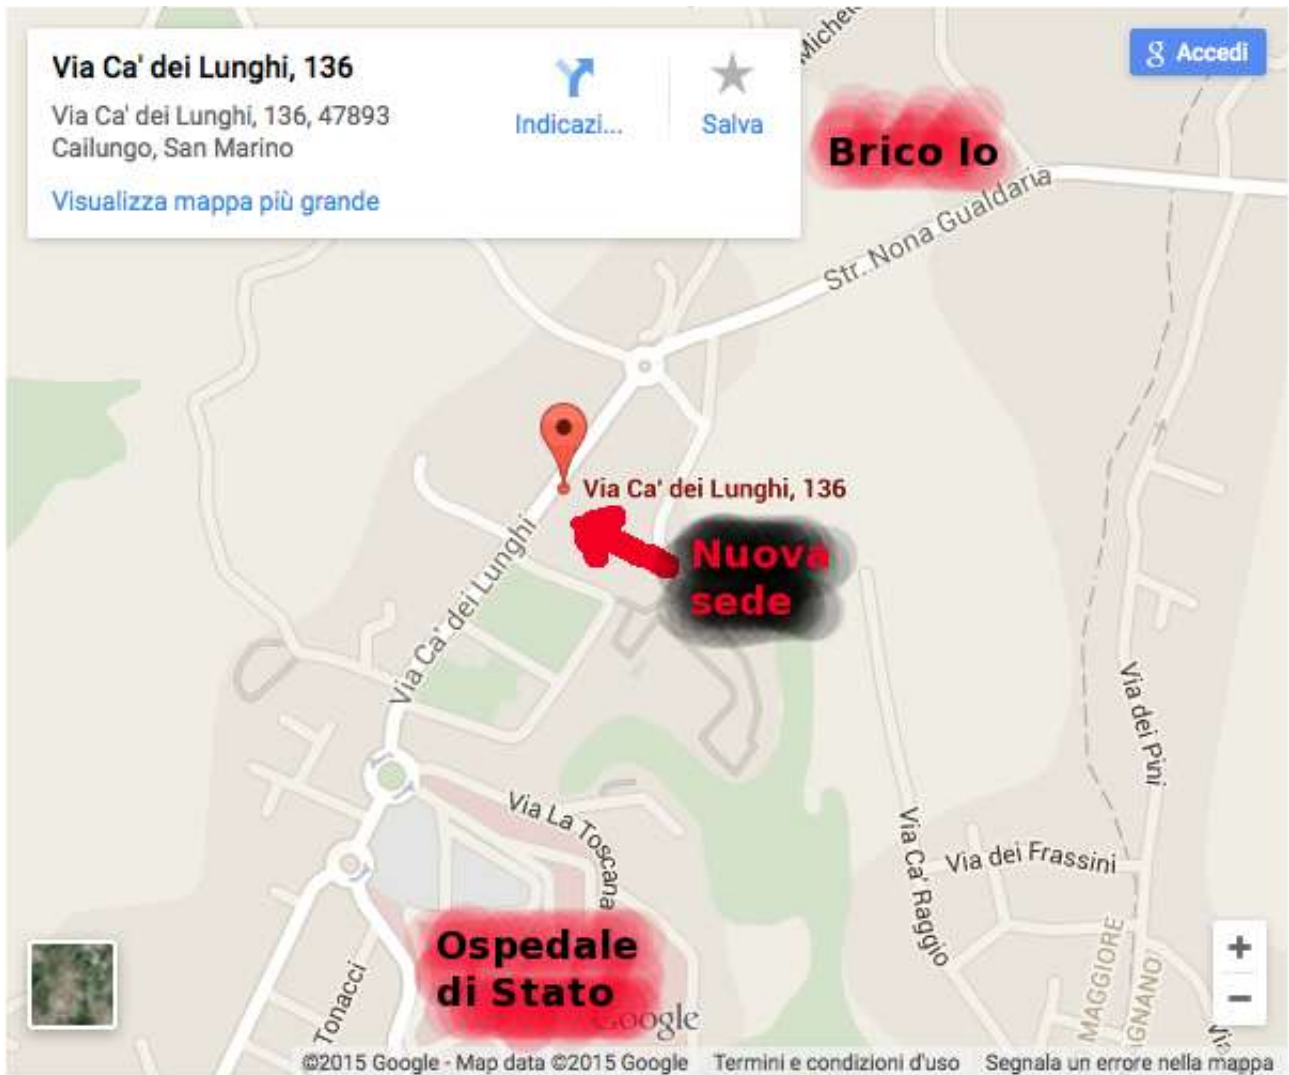 Via Ca' dei Lunghi, 136
Via Ca' dei Lunghi, 136, 47893
Cailungo, San Marino
Visualizza mappa più grande
Indicazi...
Salva
g Accedi
Brico Io
Str. Nona Gualdaria
Via Ca' dei Lunghi, 136
Nuova
sede
Via Ca' dei Lunghi
Via dei Pini
Via La Toscana
Via Ca' Raggio
Via dei Frassini
Ospedale
di Stato
Tonacci
MAGGIORE
IGNANO
Via
+
−
Google
©2015 Google - Map data ©2015 Google
Termini e condizioni d'uso
Segnala un errore nella mappa